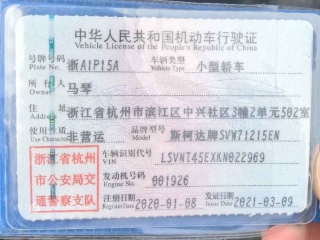 中华人民共和国机动车行驶证
Vehicle License of the People's Republic of China
号牌号码 浙A1P15A 车辆类型 小型轿车
Plate No. Vehicle Type
所有人 马琴
Owner
住址 浙江省杭州市滨江区中兴社区3幢2单元502室
Address
使用性质 非营运 品牌型号 斯柯达牌SVW71215EN
Use Character Model
浙江省杭州
市公安局交
通警察支队
车辆识别代号 LSVNT45EXKN022969
VIN
发动机号码 001926
Engine No.
注册日期 2020-01-08 发证日期 2021-03-09
Register Date Issue Date